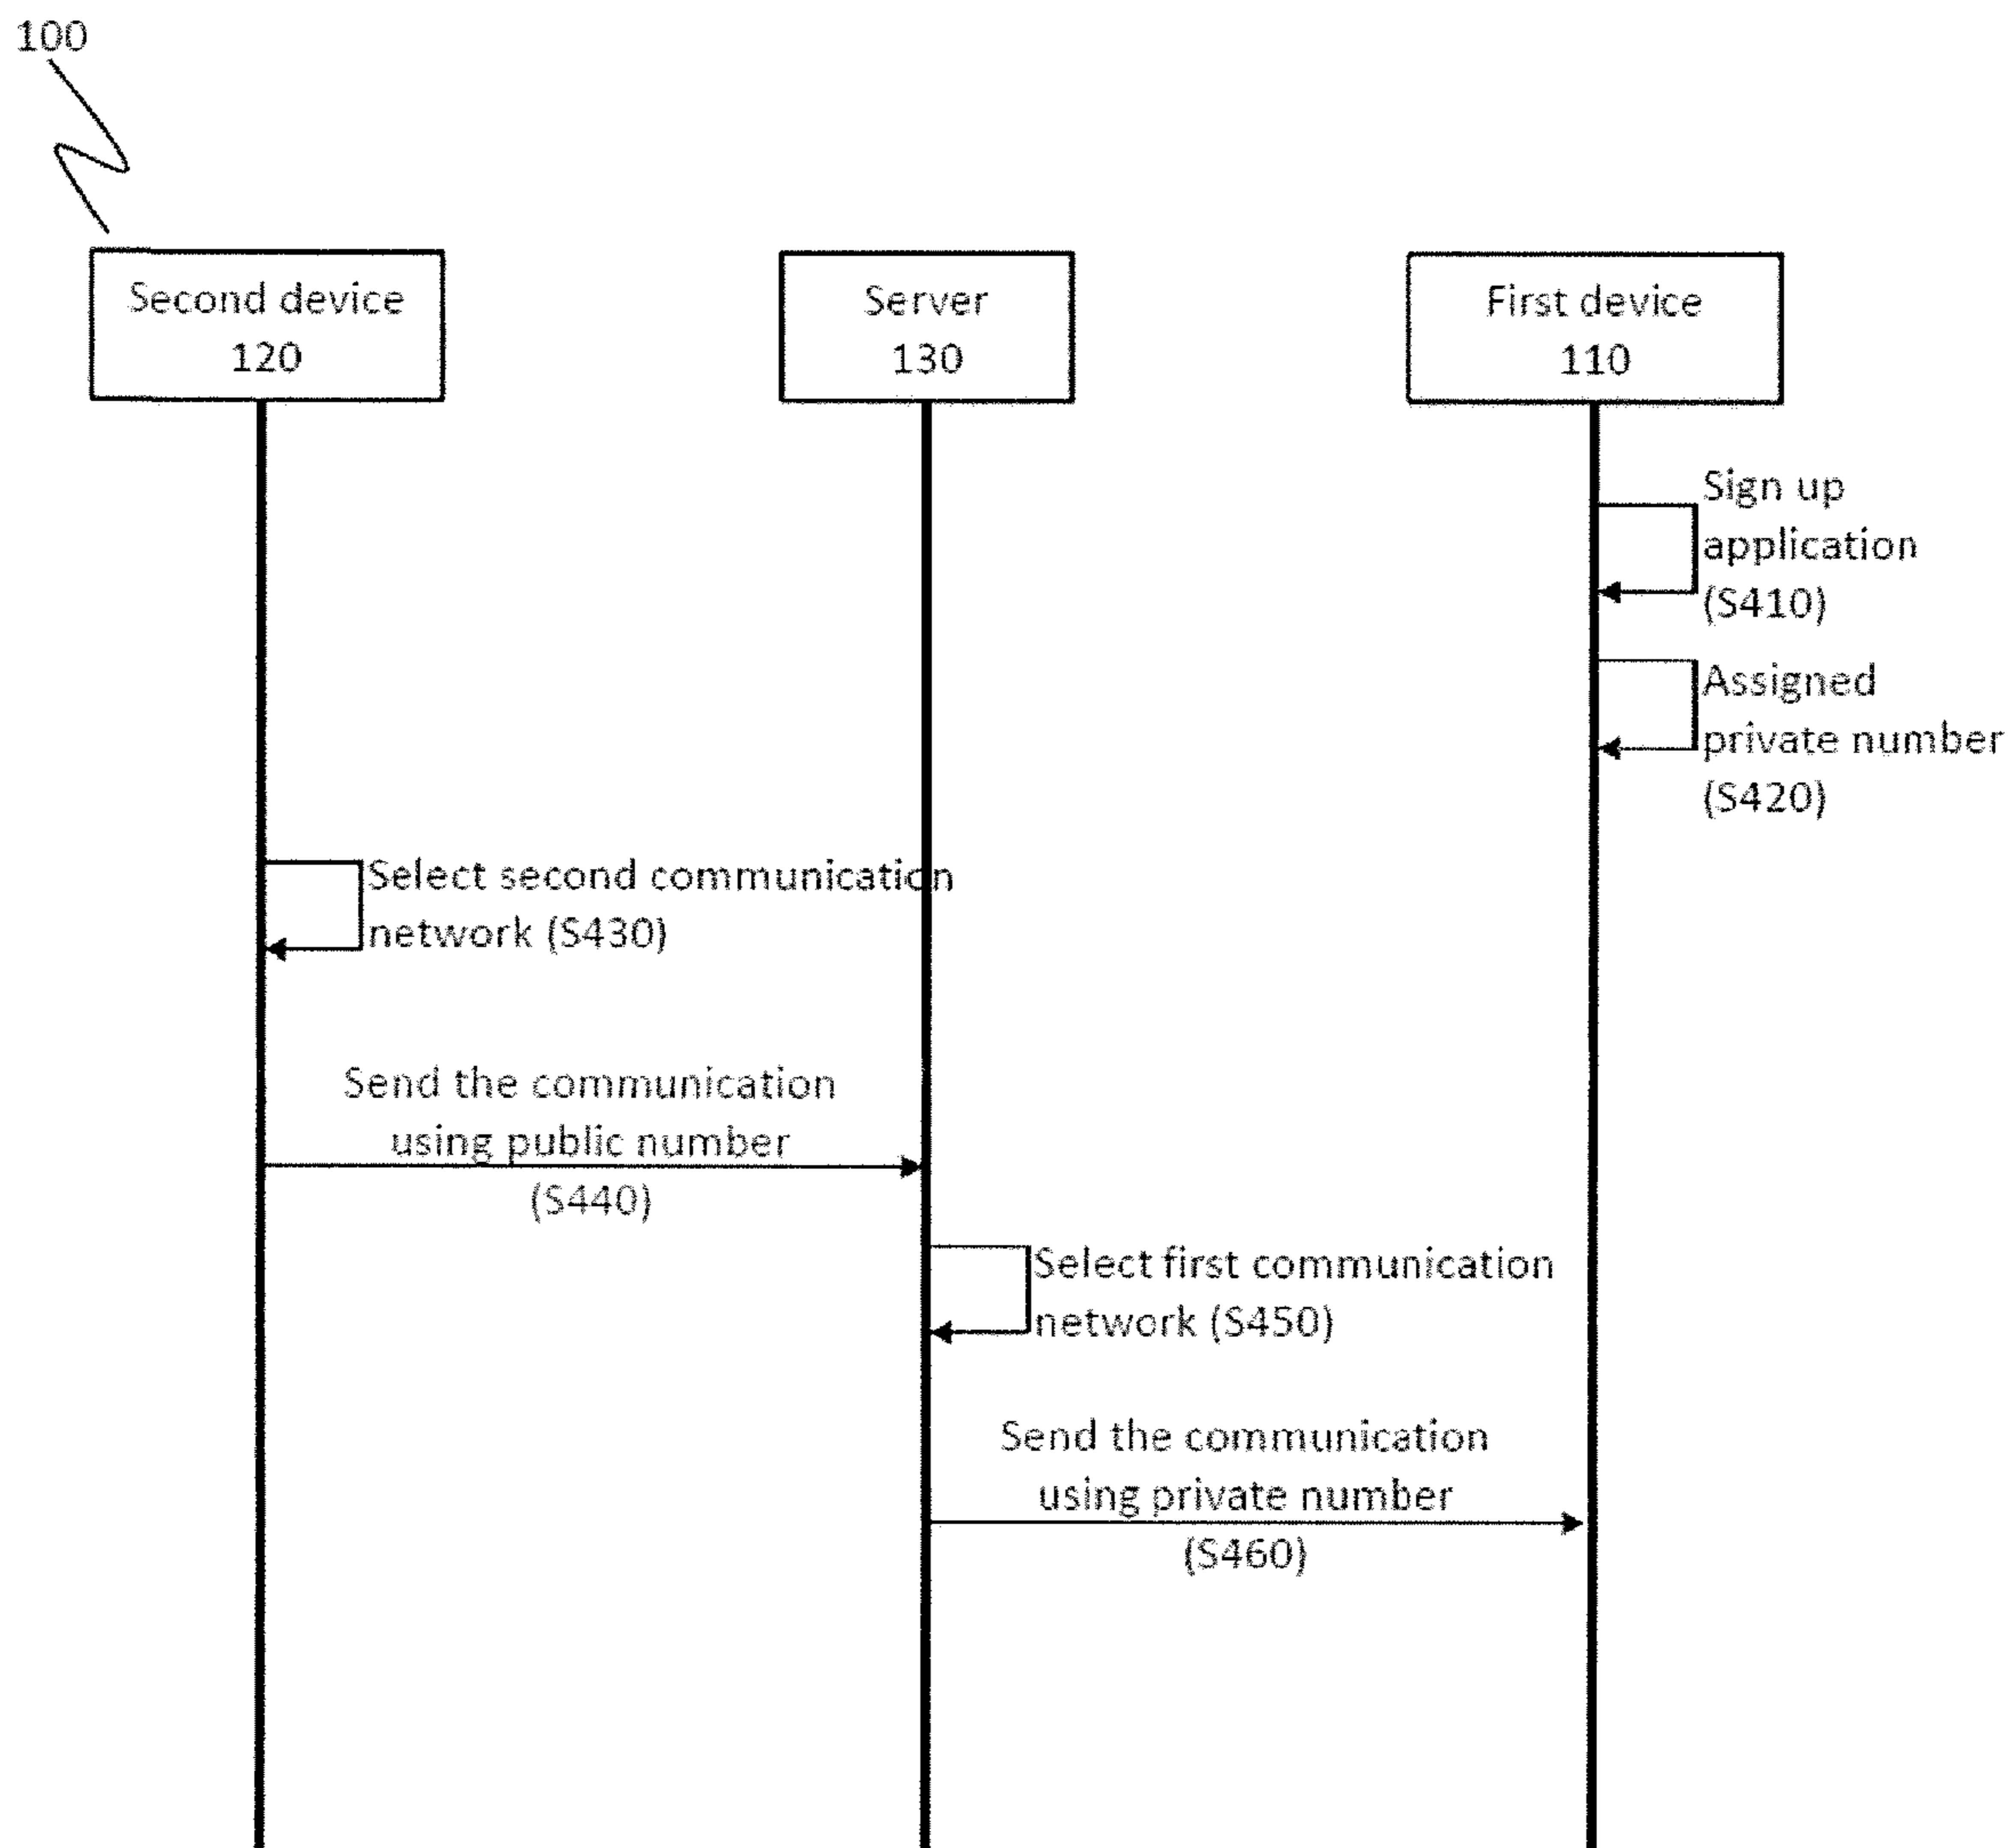 100
Second device
120
Server
130
First device
110
Sign up
application
(S410)
Assigned
private number
(S420)
Select second communication
network (S430)
Send the communication
using public number
(S440)
Select first communication
network (S450)
Send the communication
using private number
(S460)